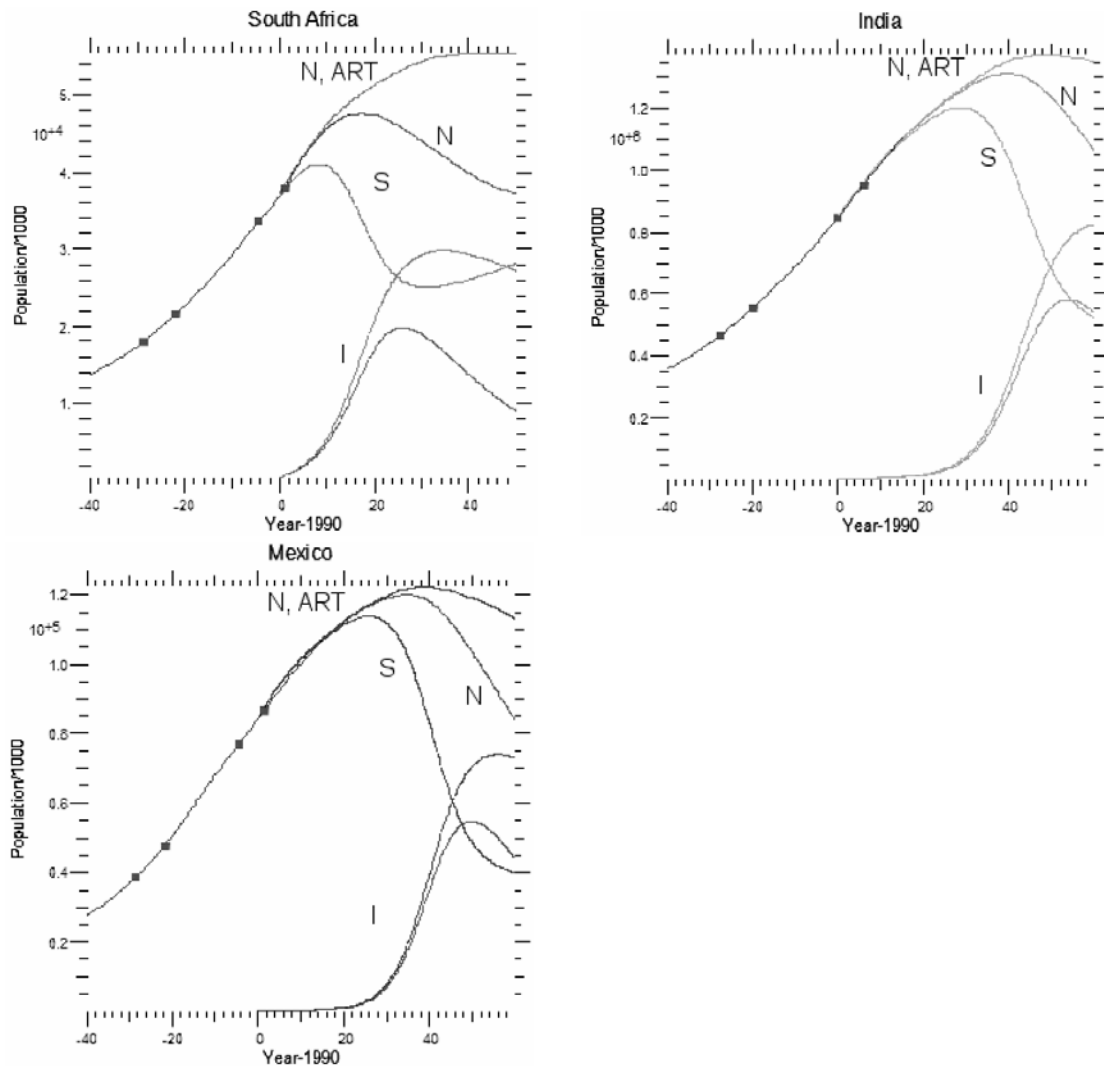 South Africa
N, ART
5.
10+4
N
4.
S
Population/1000
3.
2.
I
1.
-40
-20
0
20
40
Year-1990
India
N, ART
1.2
N
10+6
S
1.0
Population/1000
0.8
0.6
0.4
I
0.2
-40
-20
0
20
40
Year-1990
Mexico
1.2
N, ART
10+5
1.0
S
N
0.8
Population/1000
0.6
0.4
I
0.2
-40
-20
0
20
40
Year-1990